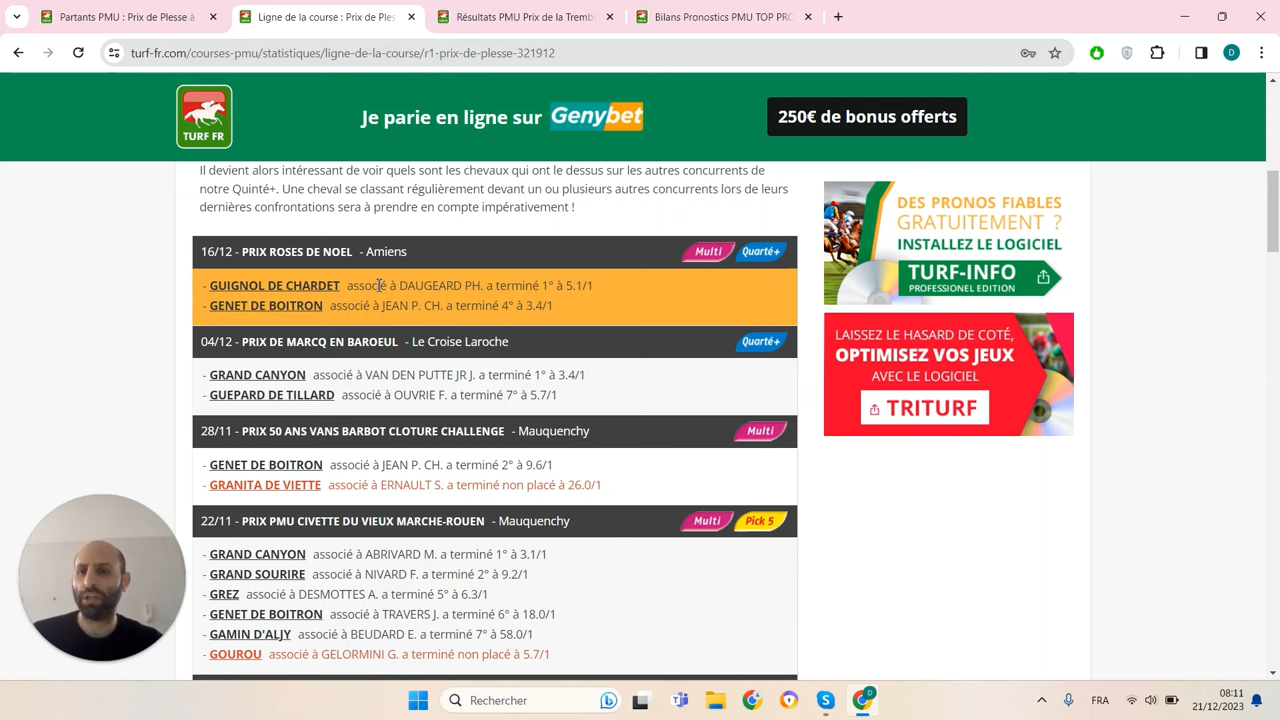 Partants PMU : Prix de Plesse à
Ligne de la course : Prix de Ples
Résultats PMU Prix de la Trembl
Bilans Pronostics PMU TOP PRO
turf-fr.com/courses-pmu/statistiques/ligne-de-la-course/r1-prix-de-plesse-321912
D
TURF FR
Je parie en ligne sur Genybet
250€ de bonus offerts
Il devient alors intéressant de voir quels sont les chevaux qui ont le dessus sur les autres concurrents de
notre Quinté+. Une cheval se classant régulièrement devant un ou plusieurs autres concurrents lors de leurs
dernières confrontations sera à prendre en compte impérativement !
16/12 - PRIX ROSES DE NOEL - Amiens Multi Quarté+
- GUIGNOL DE CHARDET associé à DAUGEARD PH. a terminé 1° à 5.1/1
- GENET DE BOITRON associé à JEAN P. CH. a terminé 4° à 3.4/1
04/12 - PRIX DE MARCQ EN BAROEUL - Le Croise Laroche Quarté+
- GRAND CANYON associé à VAN DEN PUTTE JR J. a terminé 1° à 3.4/1
- GUEPARD DE TILLARD associé à OUVRIE F. a terminé 7° à 5.7/1
28/11 - PRIX 50 ANS VANS BARBOT CLOTURE CHALLENGE - Mauquenchy Multi
- GENET DE BOITRON associé à JEAN P. CH. a terminé 2° à 9.6/1
- GRANITA DE VIETTE associé à ERNAULT S. a terminé non placé à 26.0/1
22/11 - PRIX PMU CIVETTE DU VIEUX MARCHE-ROUEN - Mauquenchy Multi Pick 5
- GRAND CANYON associé à ABRIVARD M. a terminé 1° à 3.1/1
- GRAND SOURIRE associé à NIVARD F. a terminé 2° à 9.2/1
- GREZ associé à DESMOTTES A. a terminé 5° à 6.3/1
- GENET DE BOITRON associé à TRAVERS J. a terminé 6° à 18.0/1
- GAMIN D'ALJY associé à BEUDARD E. a terminé 7° à 58.0/1
- GOUROU associé à GELORMINI G. a terminé non placé à 5.7/1
DES PRONOS FIABLES
GRATUITEMENT ?
INSTALLEZ LE LOGICIEL
TURF-INFO
PROFESSIONEL EDITION
LAISSEZ LE HASARD DE COTÉ,
OPTIMISEZ VOS JEUX
AVEC LE LOGICIEL
TRITURF
Rechercher
FRA
08:11
21/12/2023